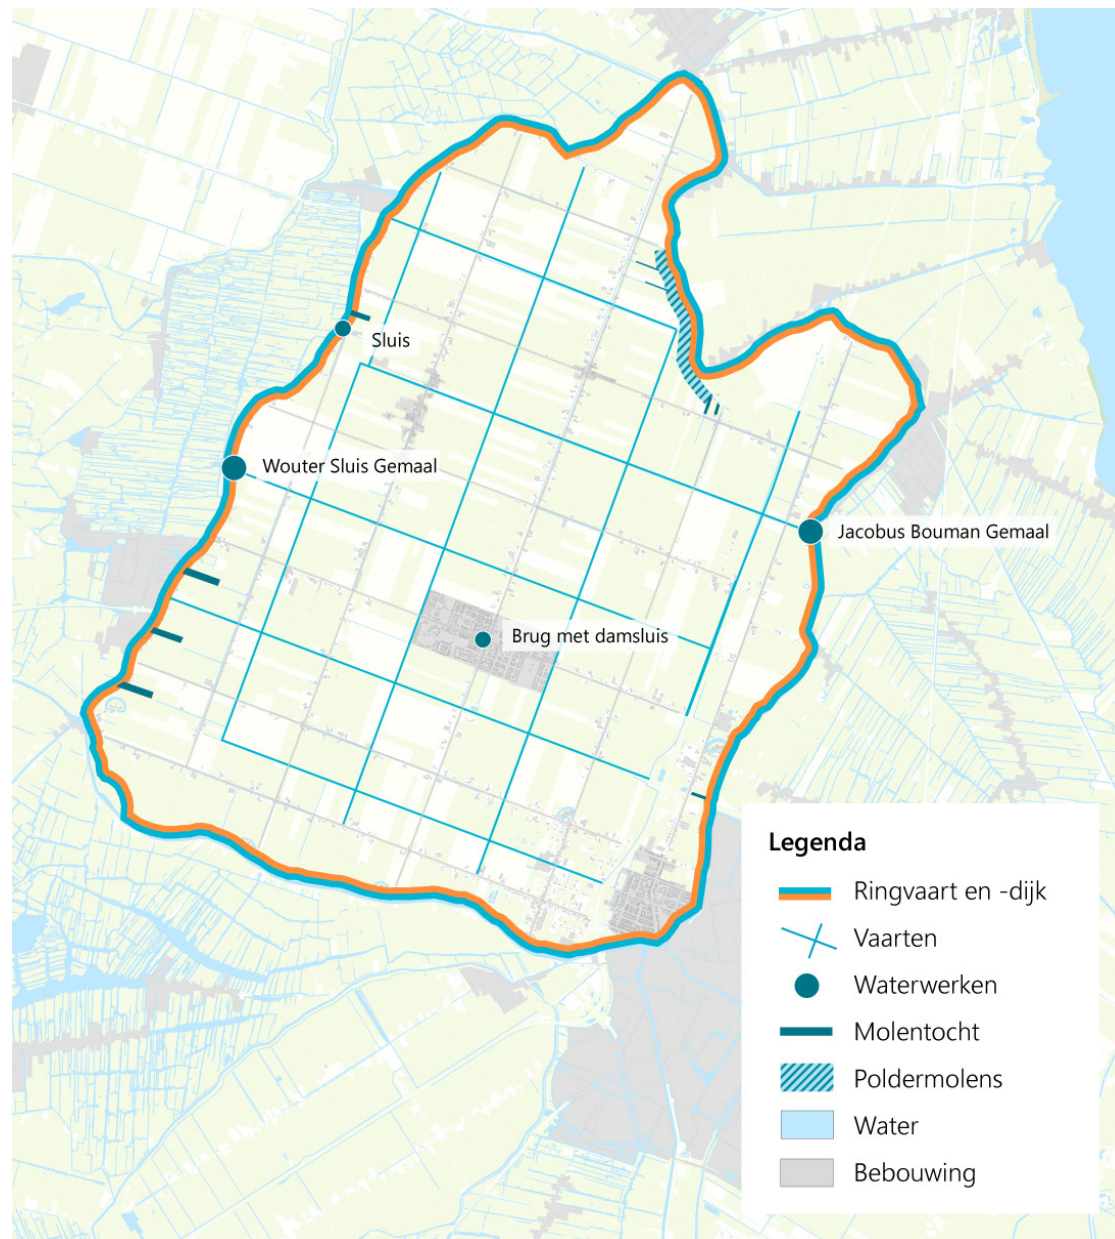 Sluis
Wouter Sluis Gemaal
Jacobus Bouman Gemaal
Brug met damsluis
Legenda
Ringvaart en -dijk
Vaarten
Waterwerken
Molentocht
Poldermolens
Water
Bebouwing